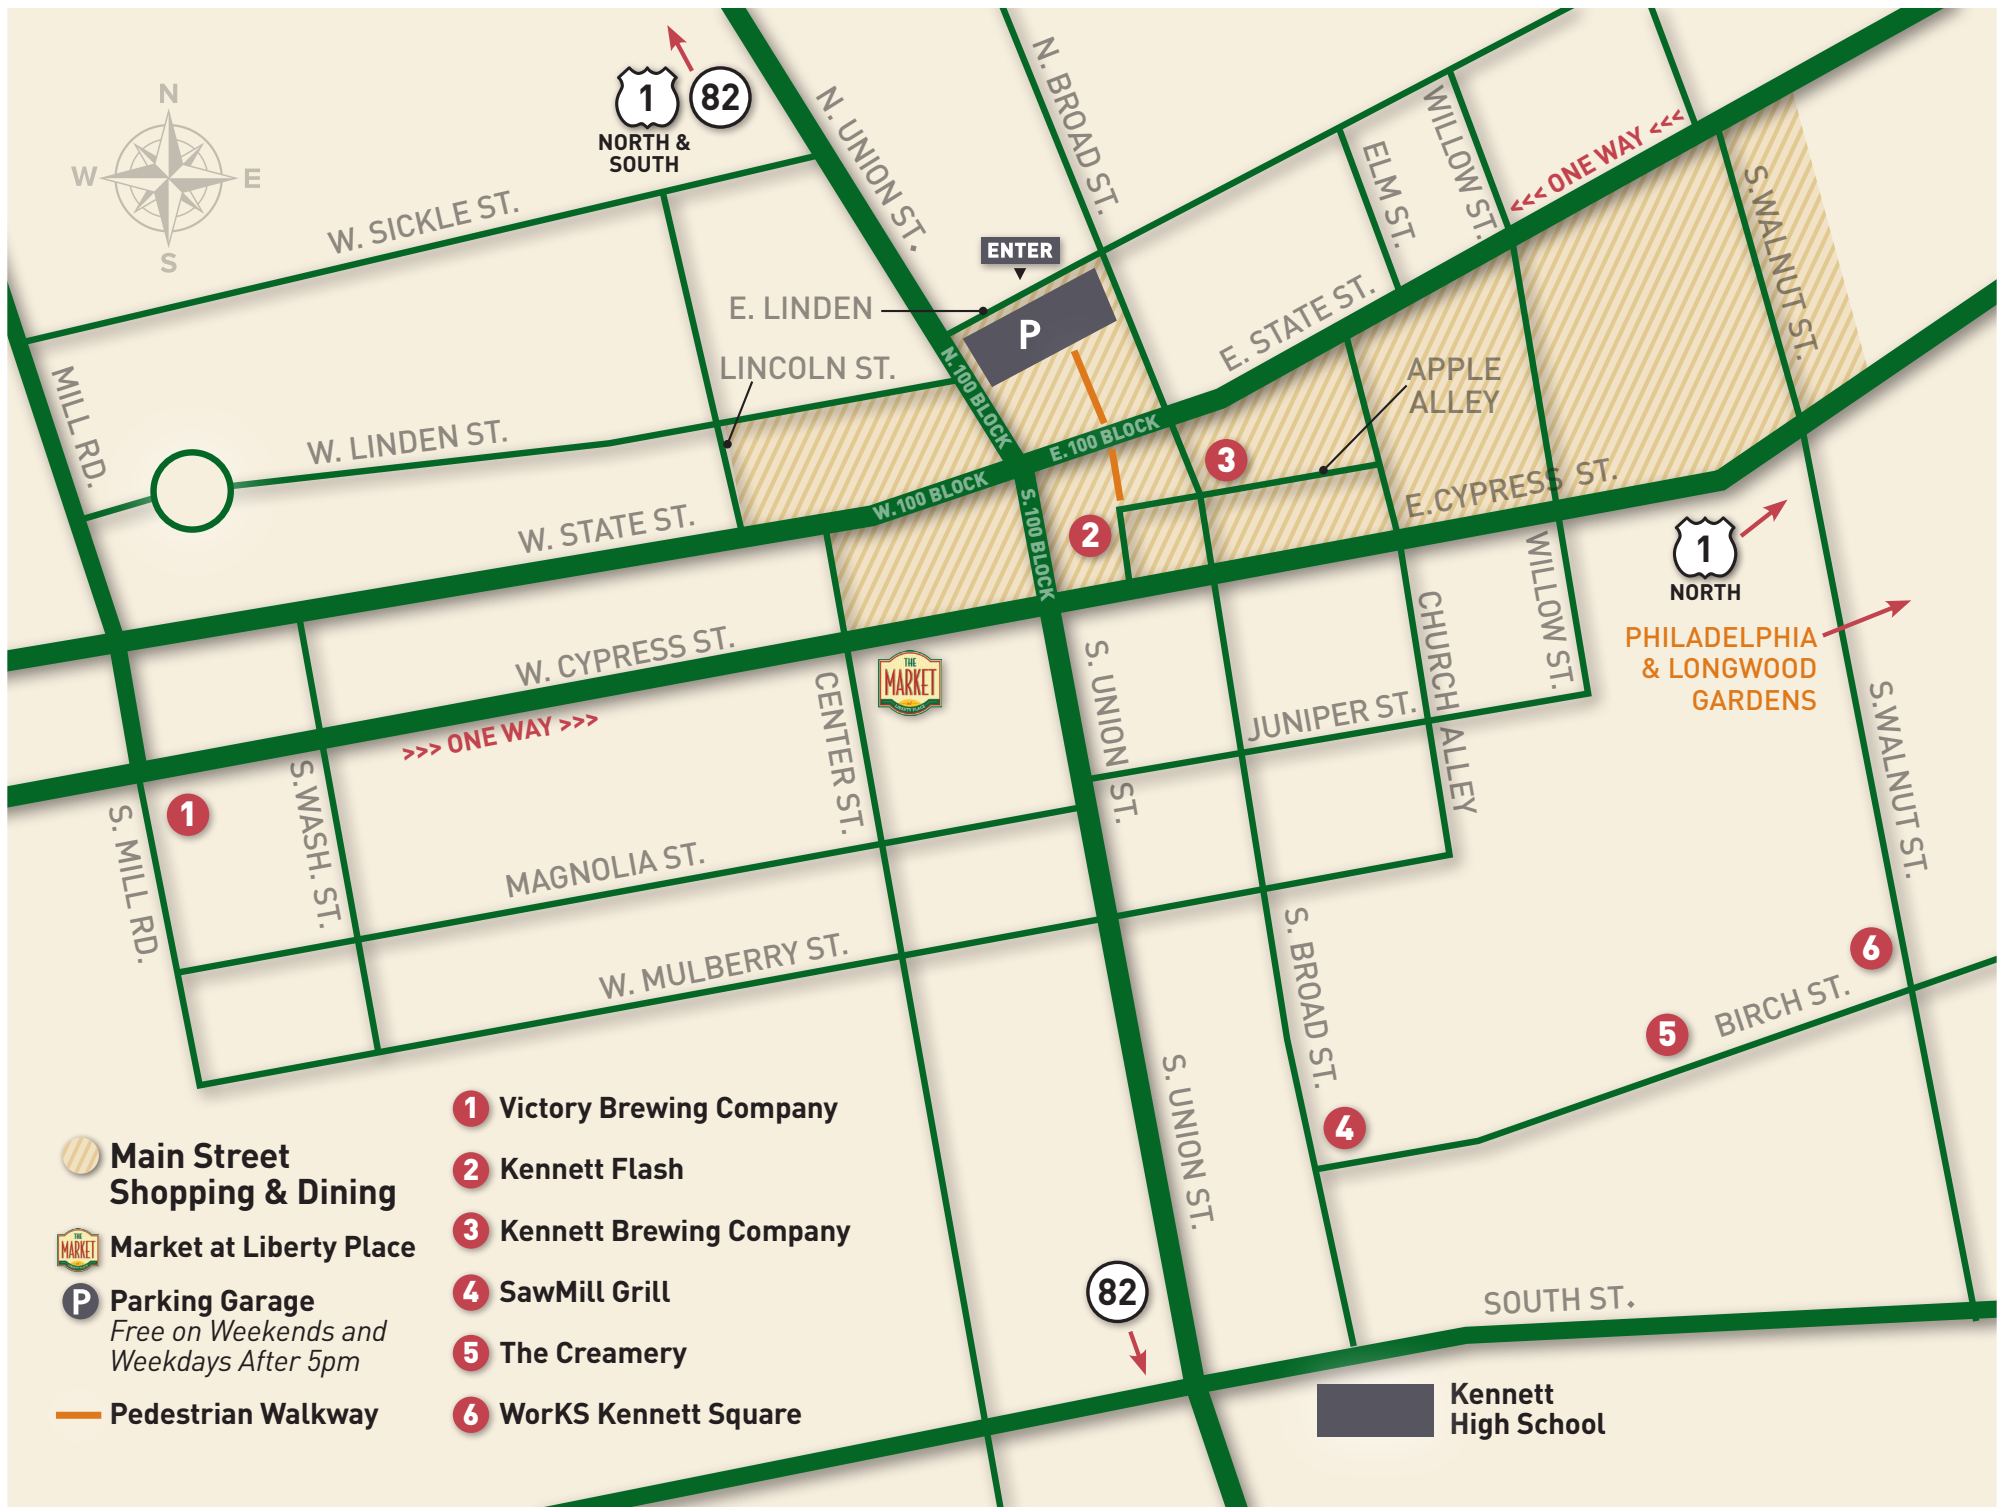 N
W
E
S
1
82
NORTH &
SOUTH
N. UNION ST.
N. BROAD ST.
ELM ST.
WILLOW ST.
<<< ONE WAY <<<
S.WALNUT ST.
W. SICKLE ST.
ENTER
E. LINDEN
P
LINCOLN ST.
N. 100 BLOCK
E. 100 BLOCK
E. STATE ST.
APPLE
ALLEY
MILL RD.
W. LINDEN ST.
W. STATE ST.
W. 100 BLOCK
S. 100 BLOCK
3
2
E. CYPRESS ST.
1
NORTH
PHILADELPHIA
& LONGWOOD
GARDENS
W. CYPRESS ST.
>>> ONE WAY >>>
THE
MARKET
LIBERTY PLACE
CENTER ST.
S. UNION ST.
CHURCH ALLEY
WILLOW ST.
JUNIPER ST.
S.WALNUT ST.
1
S. MILL RD.
S.WASH. ST.
MAGNOLIA ST.
W. MULBERRY ST.
S. BROAD ST.
6
5
BIRCH ST.
4
S. UNION ST.
82
SOUTH ST.
Kennett
High School
Main Street
Shopping & Dining
THE
MARKET
Market at Liberty Place
P
Parking Garage
Free on Weekends and
Weekdays After 5pm
Pedestrian Walkway
1 Victory Brewing Company
2 Kennett Flash
3 Kennett Brewing Company
4 SawMill Grill
5 The Creamery
6 WorKS Kennett Square